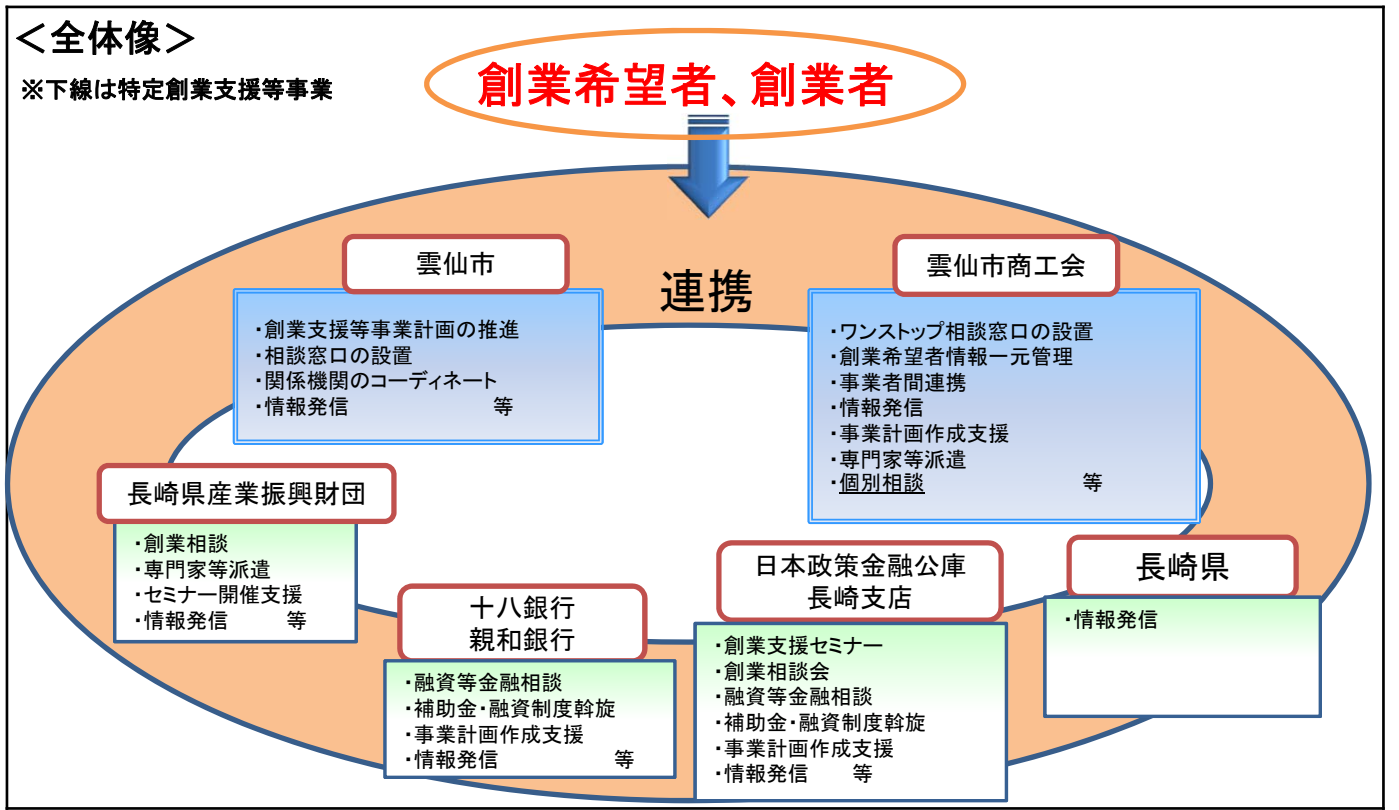 ＜全体像＞
※下線は特定創業支援等事業
創業希望者、創業者
連携
雲仙市
・創業支援等事業計画の推進
・相談窓口の設置
・関係機関のコーディネート
・情報発信　　　　　　　等
雲仙市商工会
・ワンストップ相談窓口の設置
・創業希望者情報一元管理
・事業者間連携
・情報発信
・事業計画作成支援
・専門家等派遣
・個別相談　　　　　　　等
長崎県産業振興財団
・創業相談
・専門家等派遣
・セミナー開催支援
・情報発信　　　等
十八銀行
親和銀行
・融資等金融相談
・補助金・融資制度斡旋
・事業計画作成支援
・情報発信　　　　　　等
日本政策金融公庫
長崎支店
・創業支援セミナー
・創業相談会
・融資等金融相談
・補助金・融資制度斡旋
・事業計画作成支援
・情報発信　　等
長崎県
・情報発信